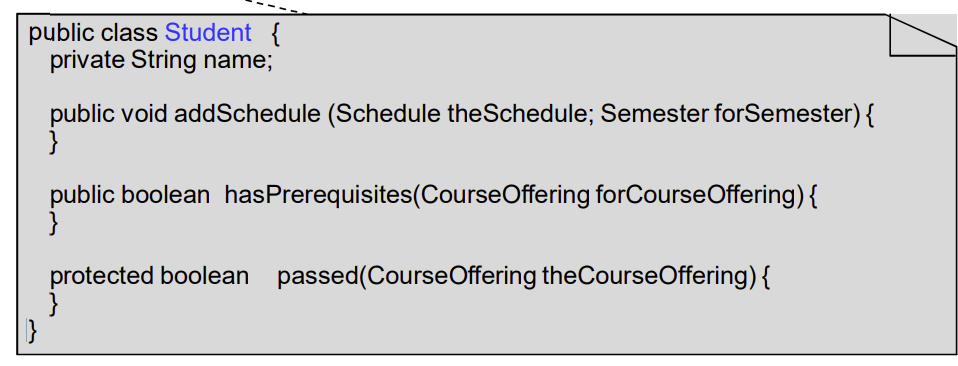 public class Student {
private String name;
public void addSchedule (Schedule theSchedule; Semester forSemester) {
}
public boolean hasPrerequisites(CourseOffering forCourseOffering) {
}
protected boolean passed(CourseOffering theCourseOffering) {
}
}